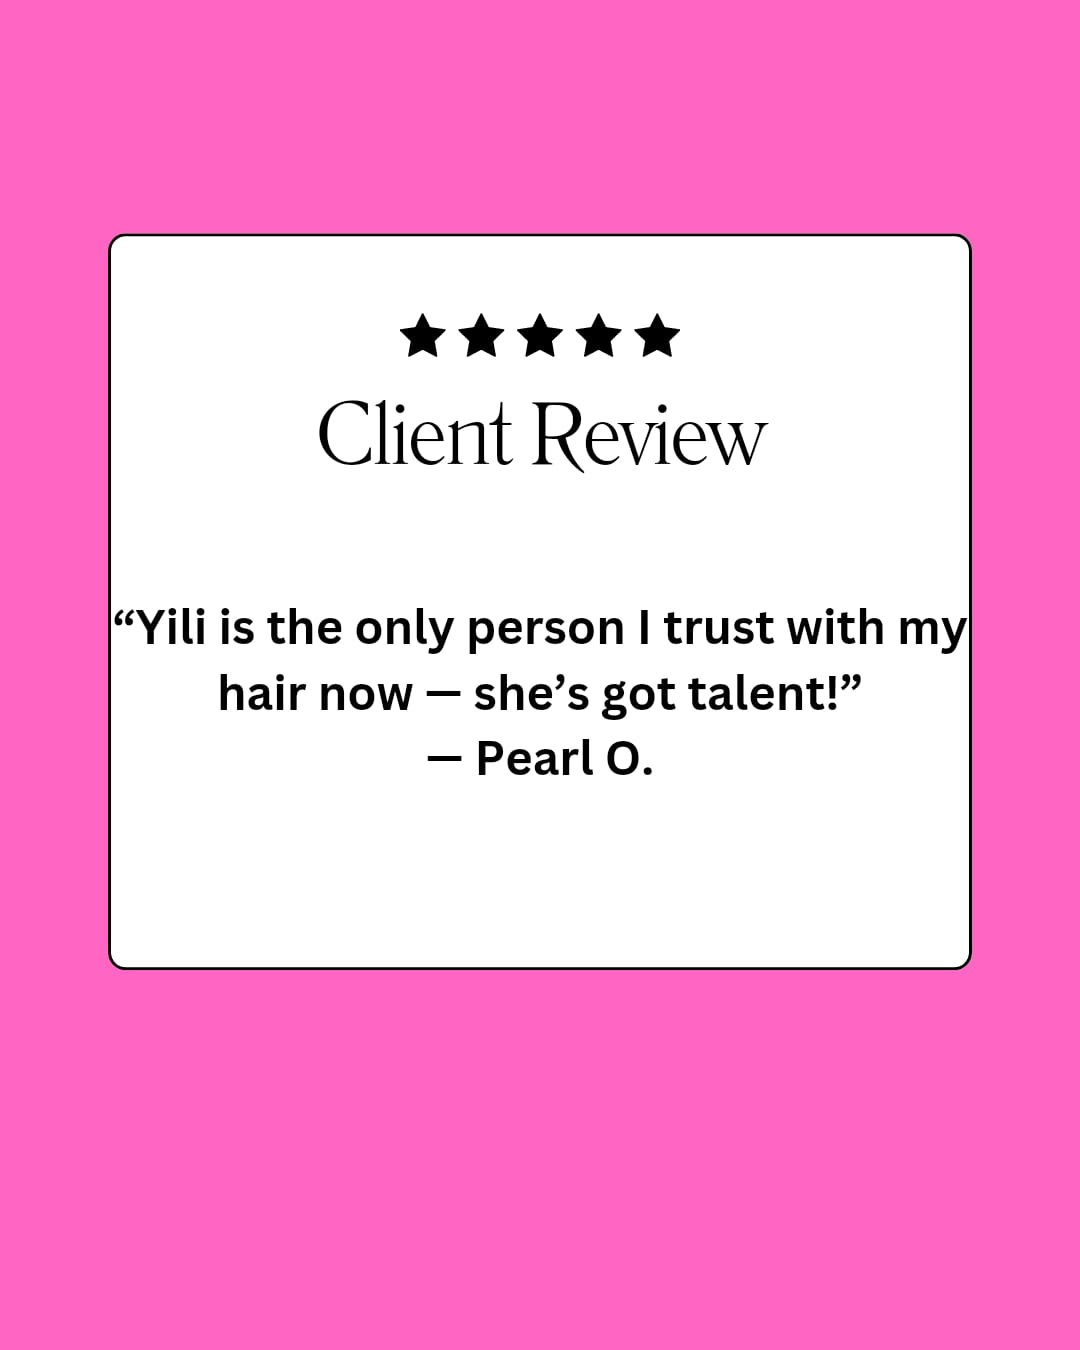 Client Review
“Yili is the only person I trust with my
hair now — she’s got talent!”
— Pearl O.